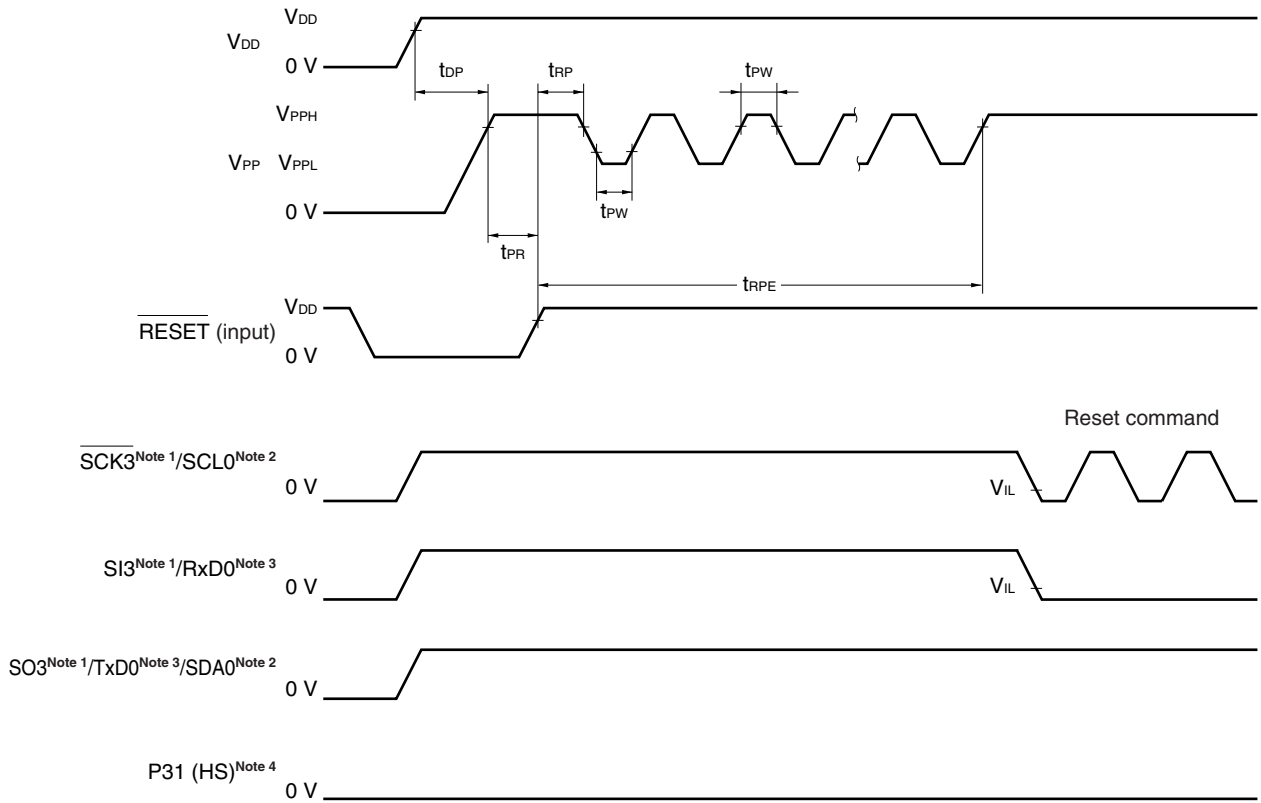 VDD
VDD
0 V
tDP
tRP
tPW
VPPH
VPP VPPL
0 V
tPW
tPR
tRPE
VDD
RESET (input)
0 V
Reset command
SCK3Note 1/SCL0Note 2
0 V
VIL
SI3Note 1/RxD0Note 3
0 V
VIL
SO3Note 1/TxD0Note 3/SDA0Note 2
0 V
P31 (HS)Note 4
0 V